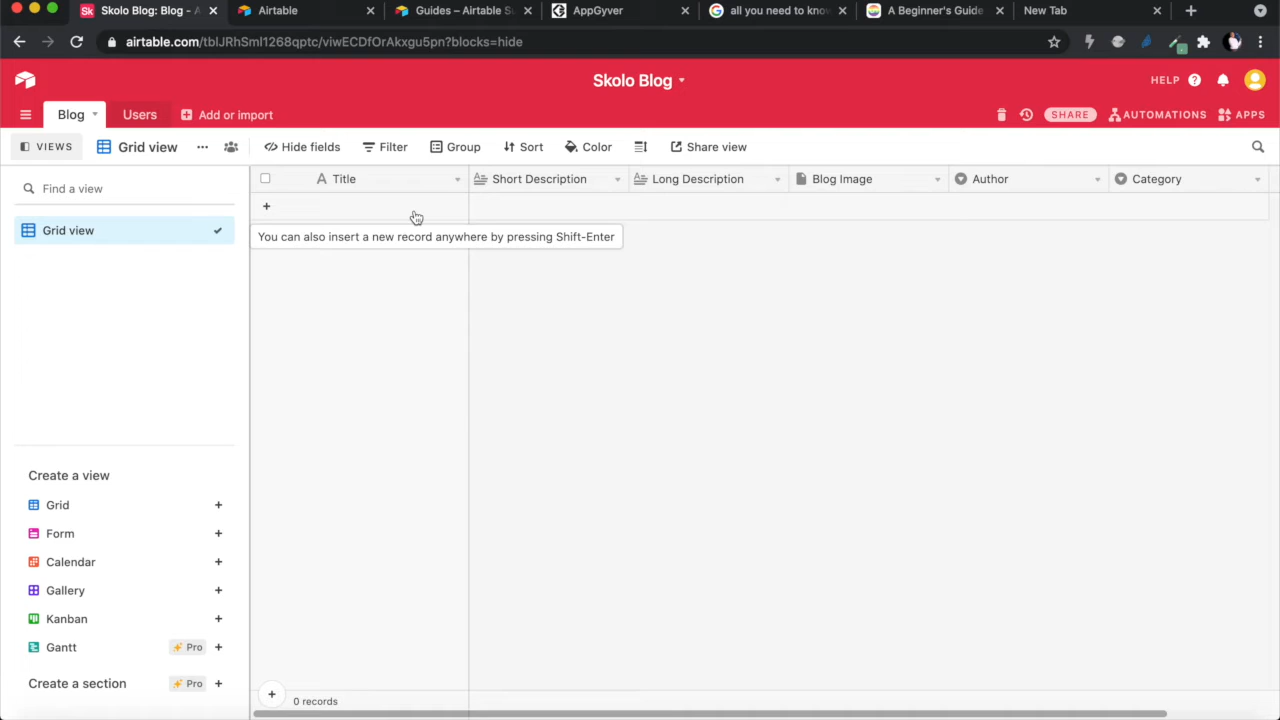 Sk Skolo Blog: Blog - A
Airtable
Guides – Airtable Su
AppGyver
all you need to know
A Beginner's Guide
New Tab
airtable.com/tblJRhSml1268qptc/viwECDfOrAkxgu5pn?blocks=hide
Skolo Blog
HELP
Blog
Users
Add or import
SHARE
AUTOMATIONS
APPS
VIEWS
Grid view
Hide fields
Filter
Group
Sort
Color
Share view
Find a view
Title
Short Description
Long Description
Blog Image
Author
Category
Grid view
You can also insert a new record anywhere by pressing Shift-Enter
Create a view
Grid
Form
Calendar
Gallery
Kanban
Gantt
Pro
Create a section
Pro
0 records